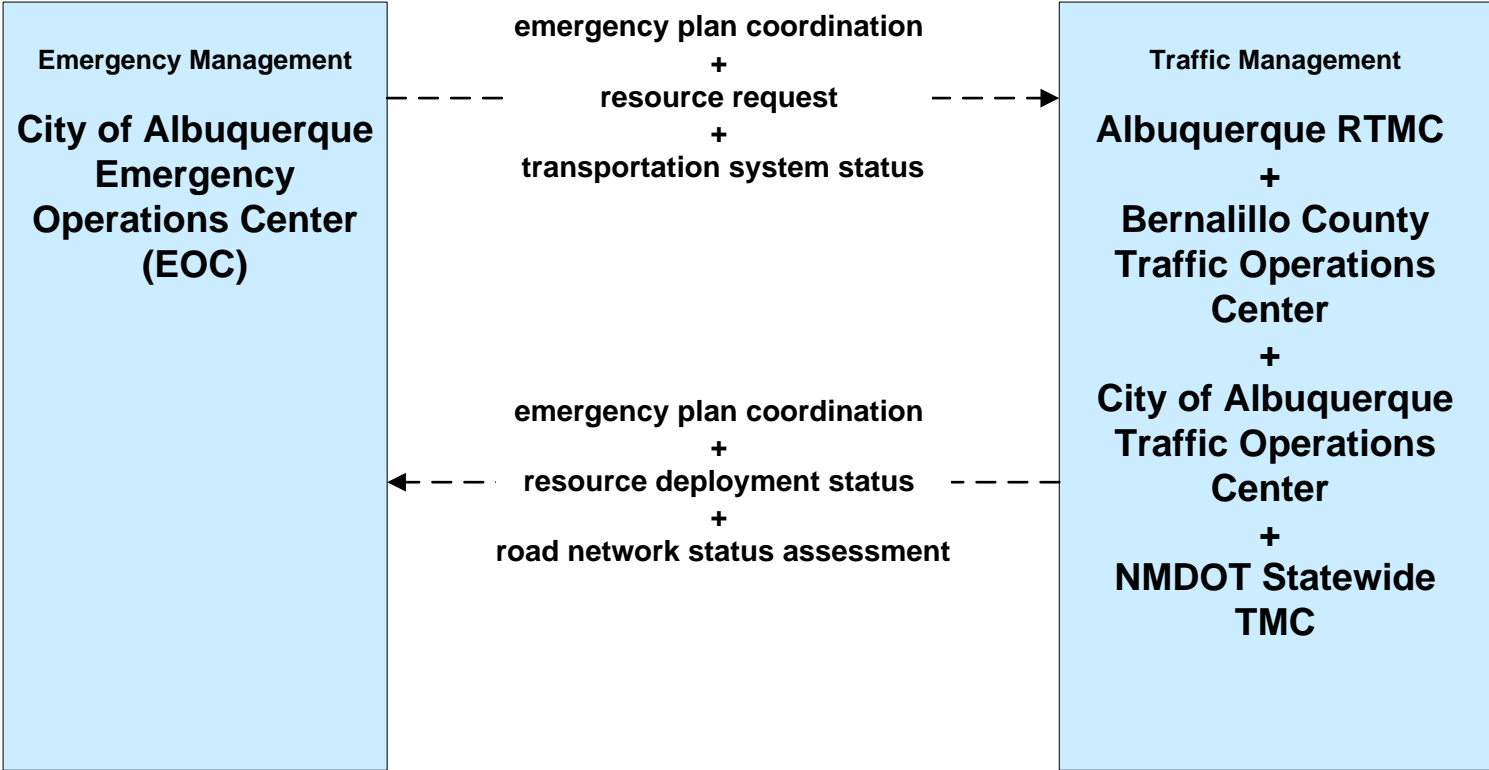 Emergency Management
City of Albuquerque
Emergency
Operations Center
(EOC)
emergency plan coordination
+
resource request
+
transportation system status
emergency plan coordination
+
resource deployment status
+
road network status assessment
Traffic Management
Albuquerque RTMC
+
Bernalillo County
Traffic Operations
Center
+
City of Albuquerque
Traffic Operations
Center
+
NMDOT Statewide
TMC